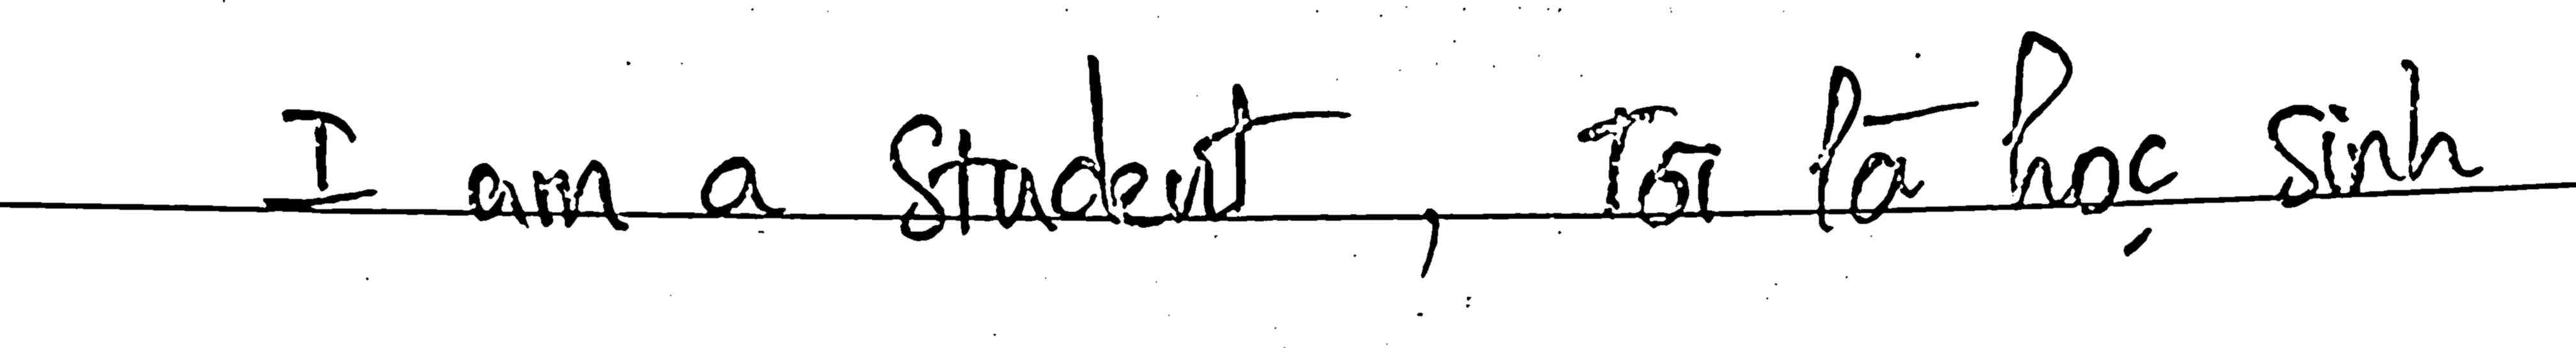 I am a student, Tôi là học sinh